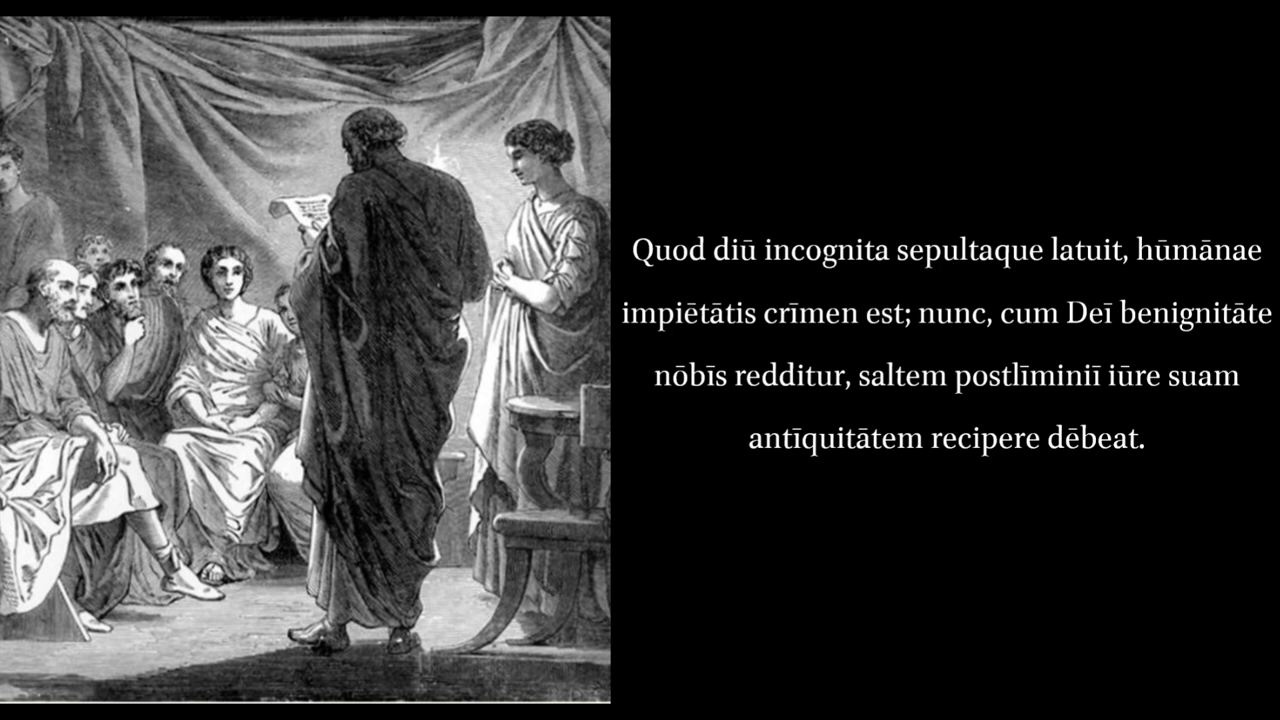 Quod diū incognita sepultaque latuit, hūmānae
impiētātis crīmen est; nunc, cum Deī benignitāte
nōbīs redditur, saltem postlīminiī iūre suam
antīquitātem recipere dēbeat.